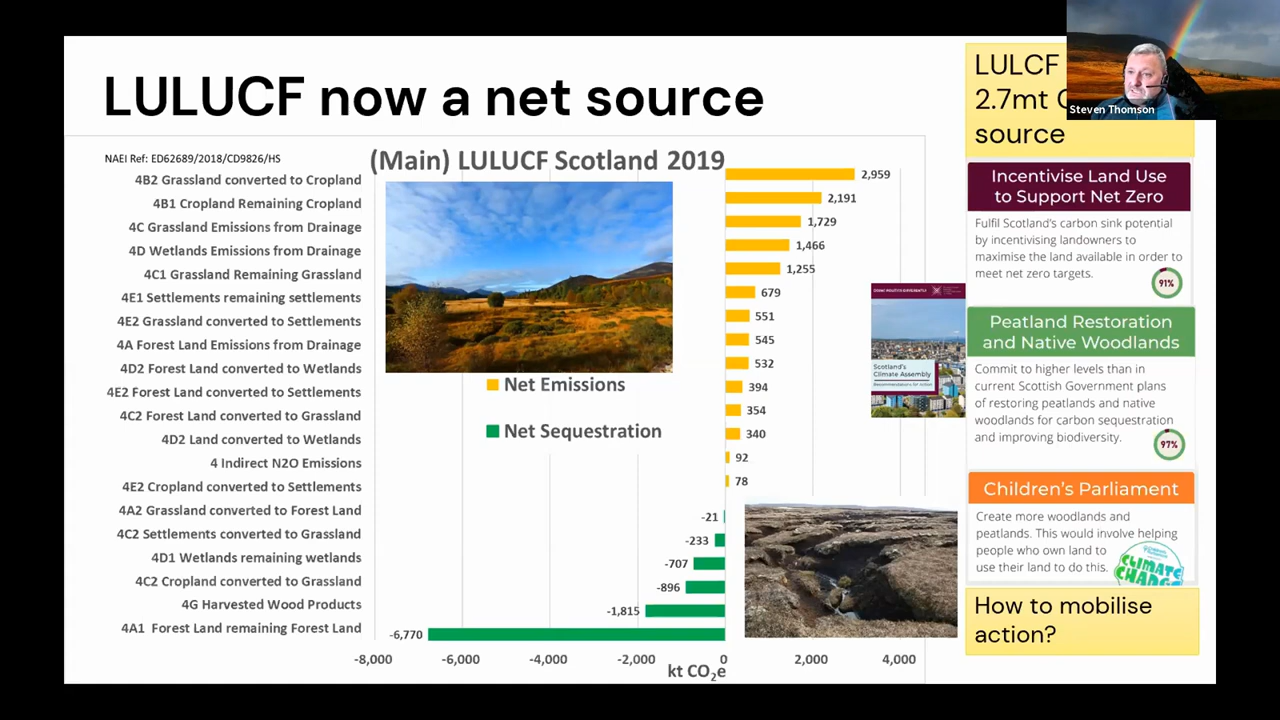 LULUCF now a net source
NAEI Ref: ED62689/2018/CD9826/HS
(Main) LULUCF Scotland 2019
4B2 Grassland converted to Cropland
2,959
4B1 Cropland Remaining Cropland
2,191
4C Grassland Emissions from Drainage
1,729
4D Wetlands Emissions from Drainage
1,466
4C1 Grassland Remaining Grassland
1,255
4E1 Settlements remaining settlements
679
4E2 Grassland converted to Settlements
551
4A Forest Land Emissions from Drainage
545
4D2 Forest Land converted to Wetlands
532
4E2 Forest Land converted to Settlements
394
4C2 Forest Land converted to Grassland
354
4D2 Land converted to Wetlands
340
4 Indirect N2O Emissions
92
4E2 Cropland converted to Settlements
78
4A2 Grassland converted to Forest Land
-21
4C2 Settlements converted to Grassland
-233
4D1 Wetlands remaining wetlands
-707
4C2 Cropland converted to Grassland
-896
4G Harvested Wood Products
-1,815
4A1 Forest Land remaining Forest Land
-6,770
Net Emissions
Net Sequestration
-8,000 -6,000 -4,000 -2,000 0 2,000 4,000
kt CO₂e
Scotland's
Climate Assembly
Recommendations for Action
LULCF
2.7mt
source
Steven Thomson
Incentivise Land Use
to Support Net Zero
Fulfil Scotland's carbon sink potential
by incentivising landowners to
maximise the land available in order to
meet net zero targets.
91%
Peatland Restoration
and Native Woodlands
Commit to higher levels than in
current Scottish Government plans
of restoring peatlands and native
woodlands for carbon sequestration
and improving biodiversity.
97%
Children's Parliament
Create more woodlands and
peatlands. This would involve helping
people who own land to
use their land to do this.
CLIMATE
CHANGE
How to mobilise
action?